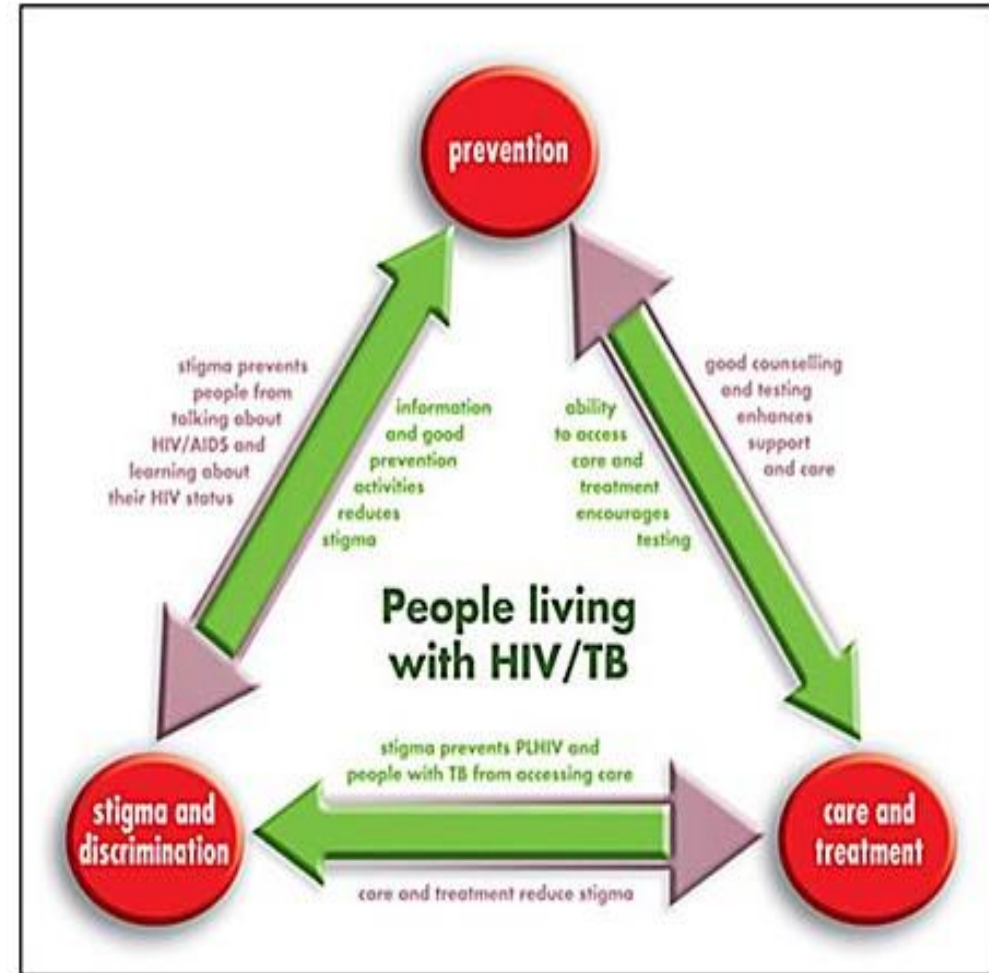 prevention
stigma prevents
people from
talking about
HIV/AIDS and
learning about
their HIV status
information
and good
prevention
activities
reduces
stigma
ability
to access
care and
treatment
encourages
testing
good counselling
and testing
enhances
support
and care
People living
with HIV/TB
stigma prevents PLHIV and
people with TB from accessing care
stigma and
discrimination
care and
treatment
care and treatment reduce stigma